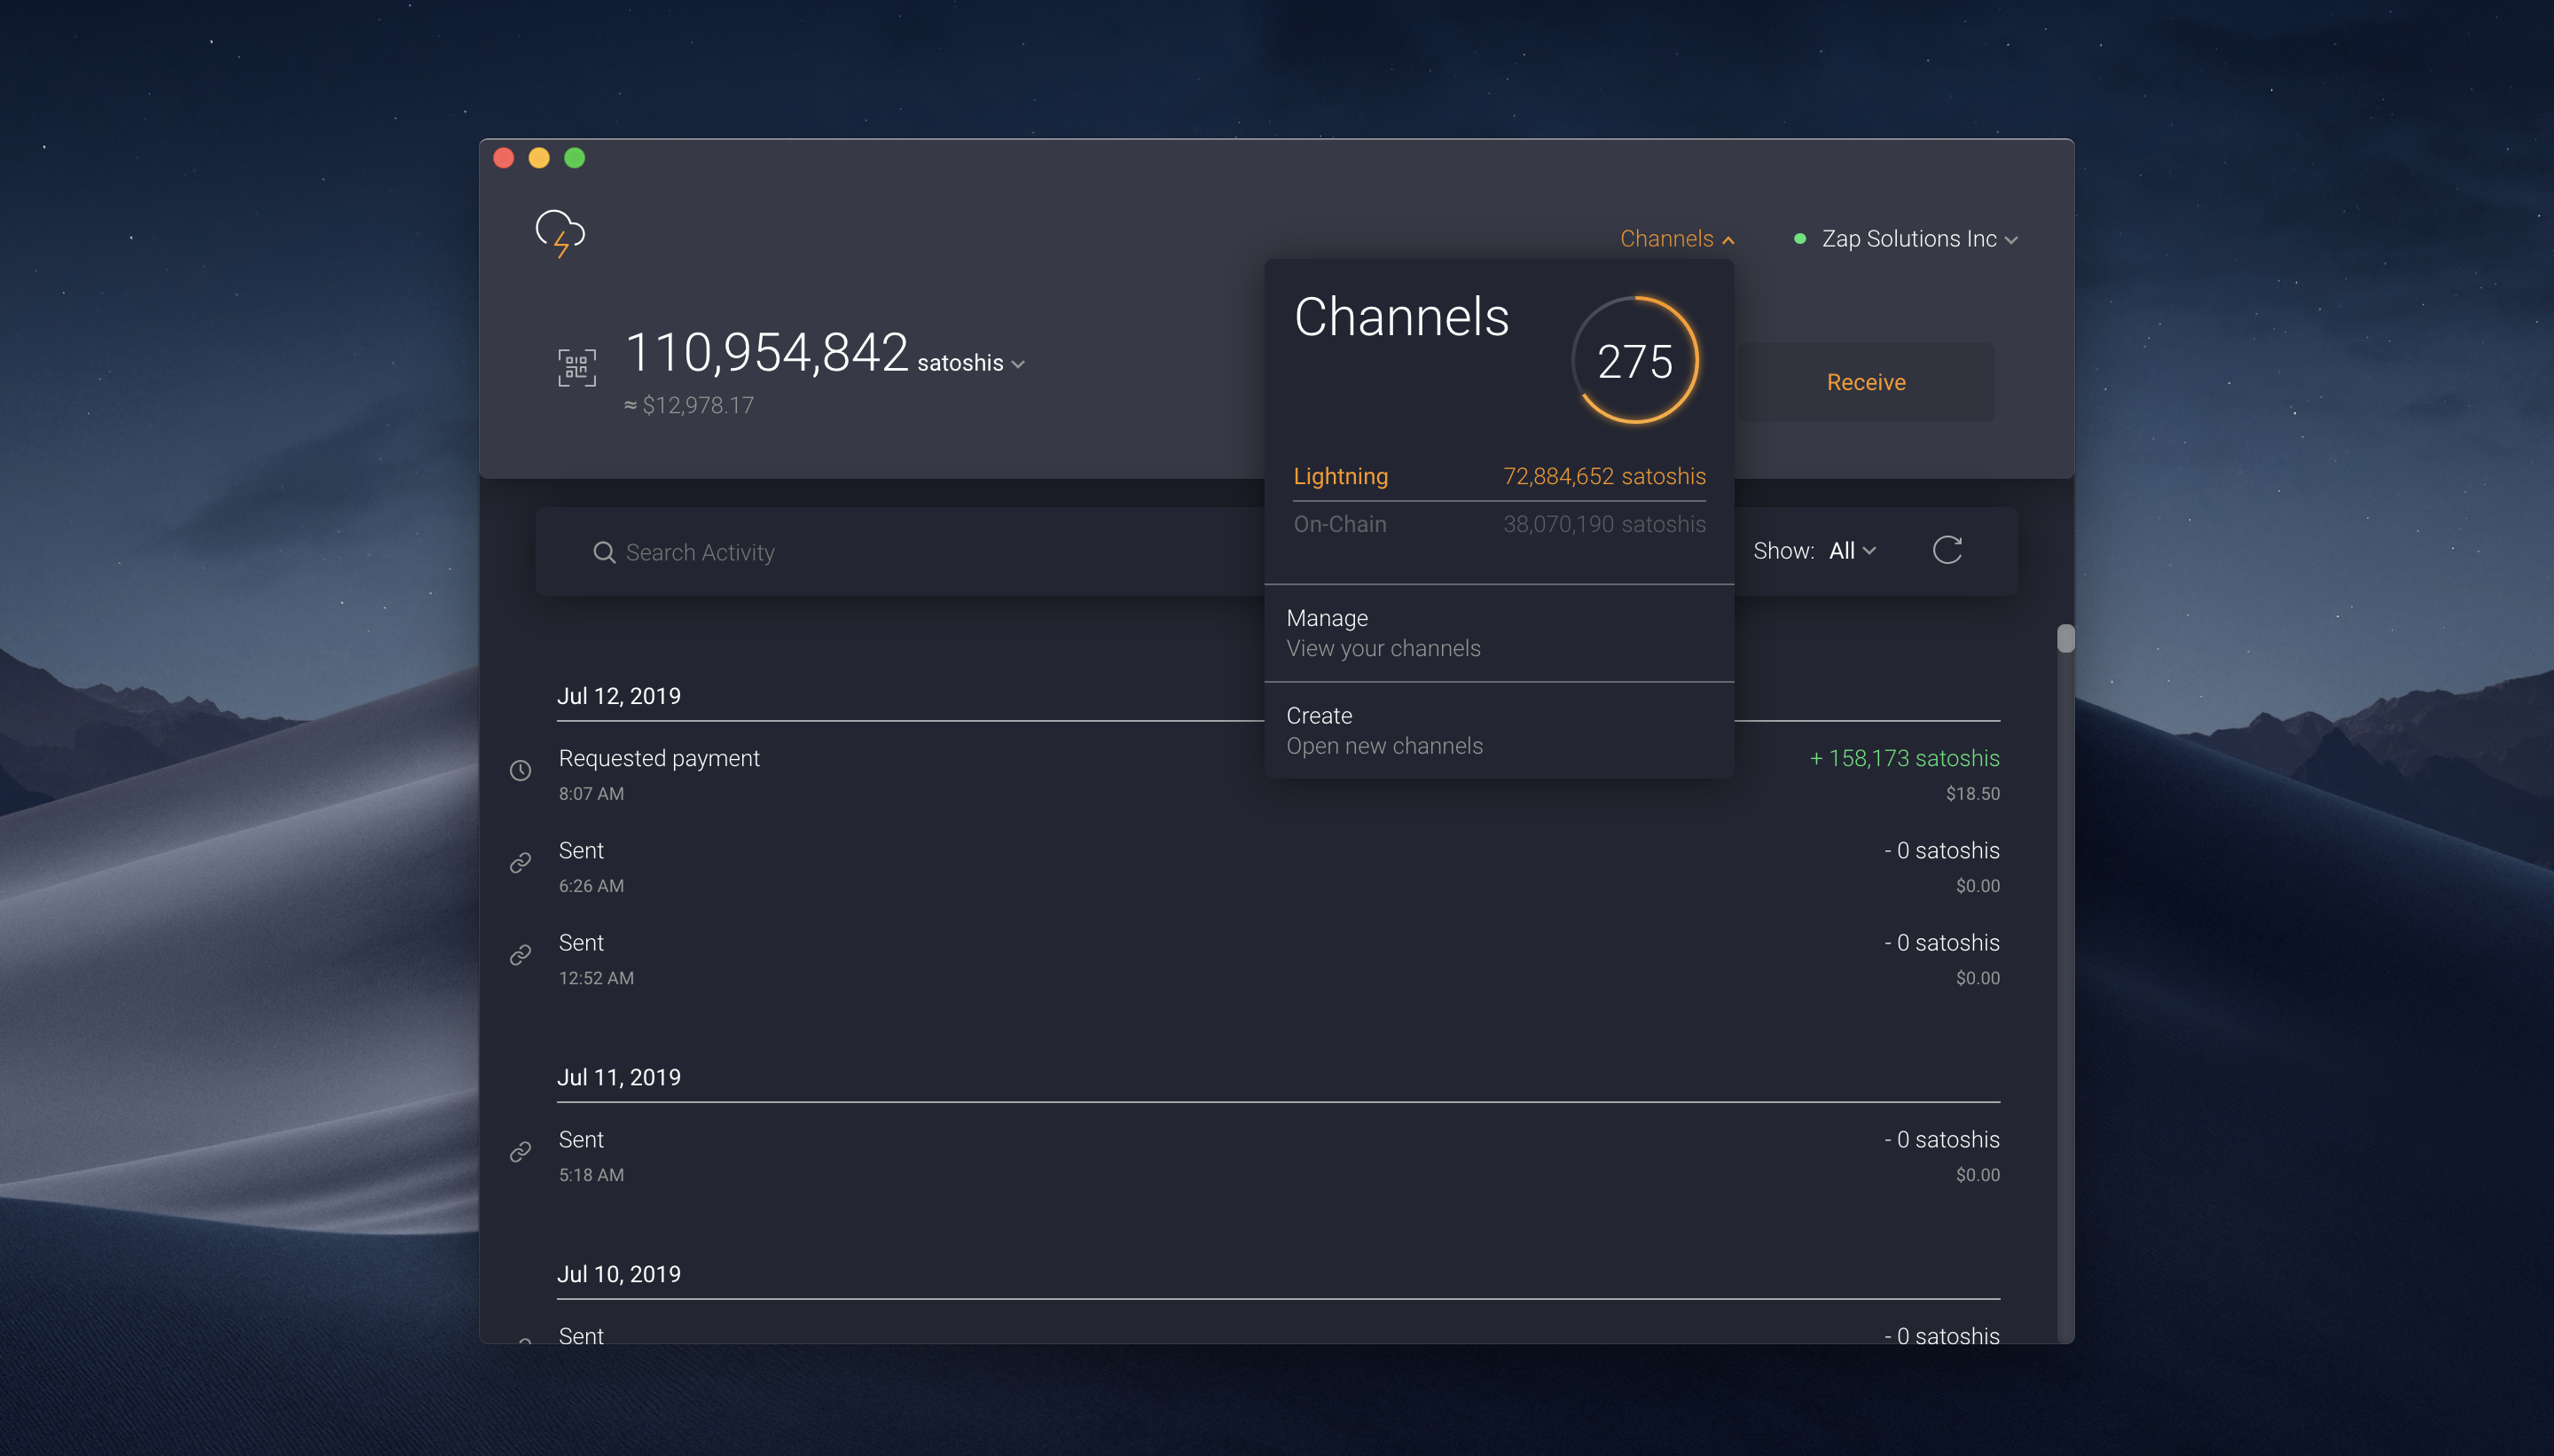 Channels
Zap Solutions Inc
110,954,842 satoshis
≈ $12,978.17
Channels
275
Receive
Lightning 72,884,652 satoshis
On-Chain 38,070,190 satoshis
Search Activity
Show: All
Manage
View your channels
Create
Open new channels
Jul 12, 2019
Requested payment + 158,173 satoshis
8:07 AM $18.50
Sent - 0 satoshis
6:26 AM $0.00
Sent - 0 satoshis
12:52 AM $0.00
Jul 11, 2019
Sent - 0 satoshis
5:18 AM $0.00
Jul 10, 2019
Sent - 0 satoshis